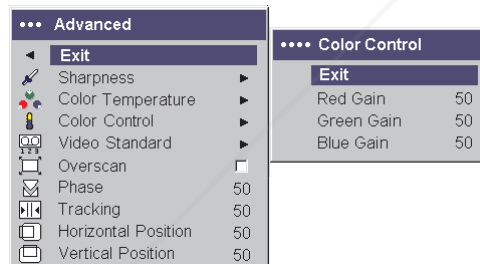 ••• Advanced
Exit
Sharpness
Color Temperature
Color Control
Video Standard
Overscan
Phase 50
Tracking 50
Horizontal Position 50
Vertical Position 50
•••• Color Control
Exit
Red Gain 50
Green Gain 50
Blue Gain 50